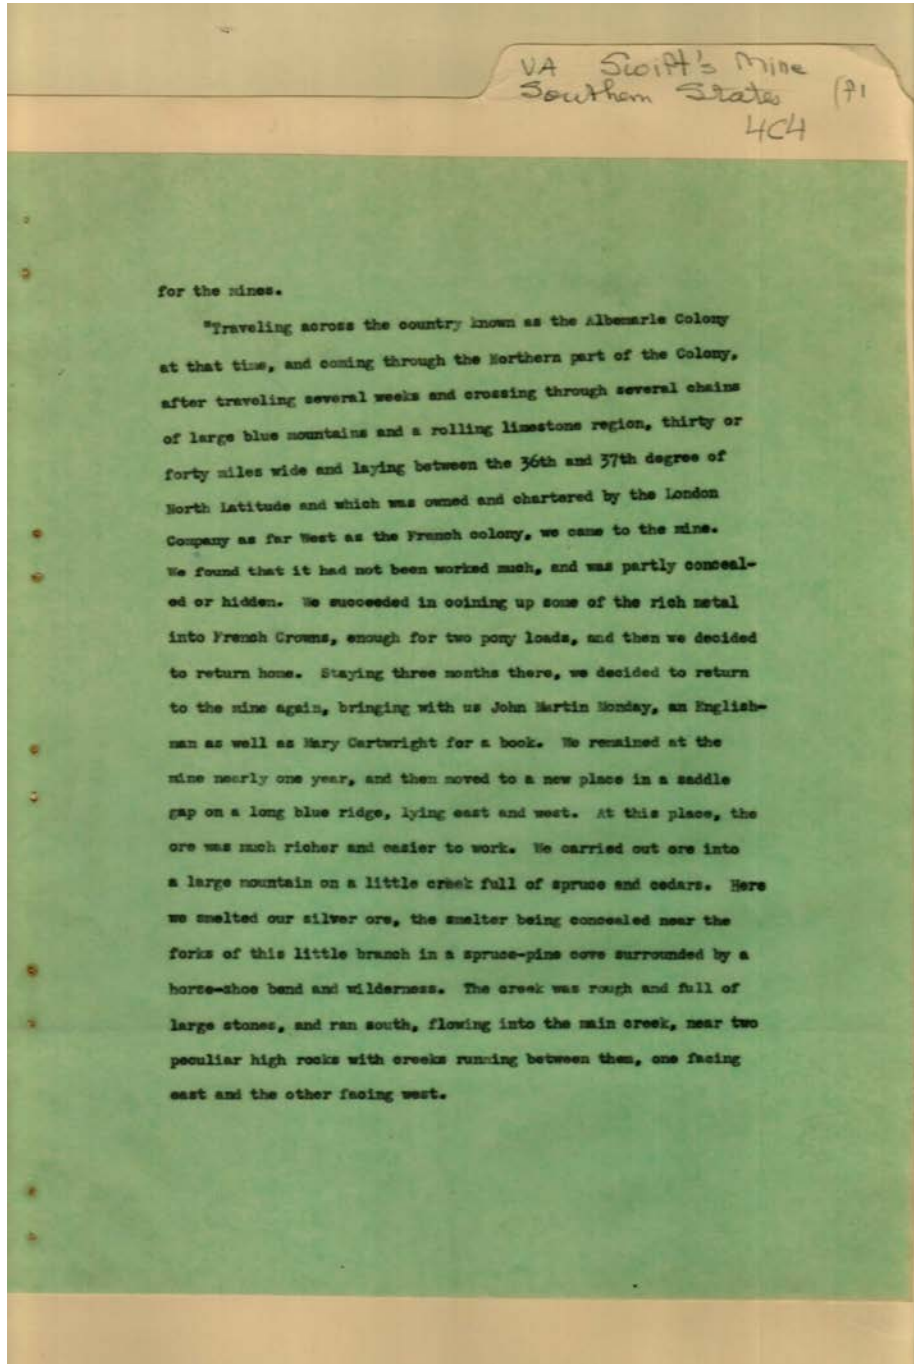 VA Swift's Mine
Southern States (P1
4C4
for the mines.
"Traveling across the country known as the Albemarle Colony
at that time, and coming through the Northern part of the Colony,
after traveling several weeks and crossing through several chains
of large blue mountains and a rolling limestone region, thirty or
forty miles wide and laying between the 36th and 37th degree of
North Latitude and which was owned and chartered by the London
Company as far West as the French colony, we came to the mine.
We found that it had not been worked much, and was partly conceal-
ed or hidden. We succeeded in coining up some of the rich metal
into French Crowns, enough for two pony loads, and then we decided
to return home. Staying three months there, we decided to return
to the mine again, bringing with us John Martin Monday, an English-
man as well as Mary Cartwright for a book. We remained at the
mine nearly one year, and then moved to a new place in a saddle
gap on a long blue ridge, lying east and west. At this place, the
ore was much richer and easier to work. We carried out ore into
a large mountain on a little creek full of spruce and cedars. Here
we smelted our silver ore, the smelter being concealed near the
forks of this little branch in a spruce-pine cove surrounded by a
horse-shoe bend and wilderness. The creek was rough and full of
large stones, and ran south, flowing into the main creek, near two
peculiar high rocks with creeks running between them, one facing
east and the other facing west.